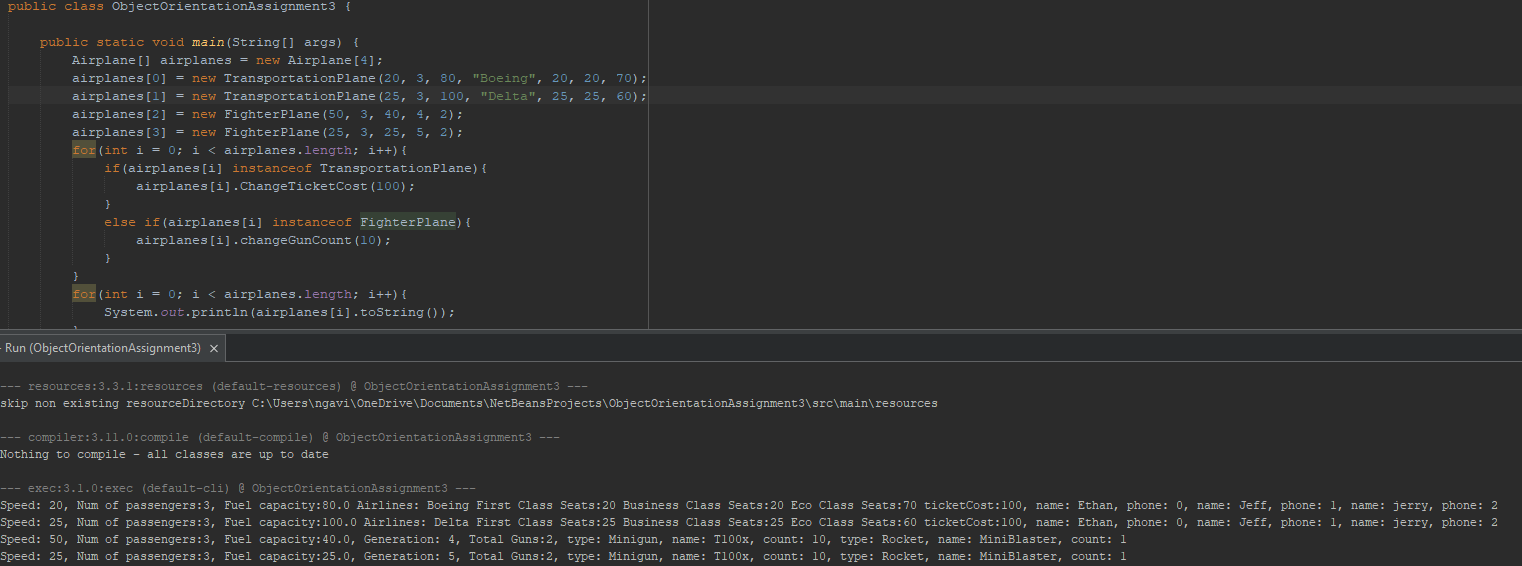 public class ObjectOrientationAssignment3 {
public static void main(String[] args) {
Airplane[] airplanes = new Airplane[4];
airplanes[0] = new TransportationPlane(20, 3, 80, "Boeing", 20, 20, 70);
airplanes[1] = new TransportationPlane(25, 3, 100, "Delta", 25, 25, 60);
airplanes[2] = new FighterPlane(50, 3, 40, 4, 2);
airplanes[3] = new FighterPlane(25, 3, 25, 5, 2);
for(int i = 0; i < airplanes.length; i++){
if(airplanes[i] instanceof TransportationPlane){
airplanes[i].ChangeTicketCost(100);
}
else if(airplanes[i] instanceof FighterPlane){
airplanes[i].changeGunCount(10);
}
}
for(int i = 0; i < airplanes.length; i++){
System.out.println(airplanes[i].toString());
Run (ObjectOrientationAssignment3) ×
--- resources:3.3.1:resources (default-resources) @ ObjectOrientationAssignment3 ---
skip non existing resourceDirectory C:\Users\ngavi\OneDrive\Documents\NetBeansProjects\ObjectOrientationAssignment3\src\main\resources
--- compiler:3.11.0:compile (default-compile) @ ObjectOrientationAssignment3 ---
Nothing to compile - all classes are up to date
--- exec:3.1.0:exec (default-cli) @ ObjectOrientationAssignment3 ---
Speed: 20, Num of passengers:3, Fuel capacity:80.0 Airlines: Boeing First Class Seats:20 Business Class Seats:20 Eco Class Seats:70 ticketCost:100, name: Ethan, phone: 0, name: Jeff, phone: 1, name: jerry, phone: 2
Speed: 25, Num of passengers:3, Fuel capacity:100.0 Airlines: Delta First Class Seats:25 Business Class Seats:25 Eco Class Seats:60 ticketCost:100, name: Ethan, phone: 0, name: Jeff, phone: 1, name: jerry, phone: 2
Speed: 50, Num of passengers:3, Fuel capacity:40.0, Generation: 4, Total Guns:2, type: Minigun, name: T100x, count: 10, type: Rocket, name: MiniBlaster, count: 1
Speed: 25, Num of passengers:3, Fuel capacity:25.0, Generation: 5, Total Guns:2, type: Minigun, name: T100x, count: 10, type: Rocket, name: MiniBlaster, count: 1